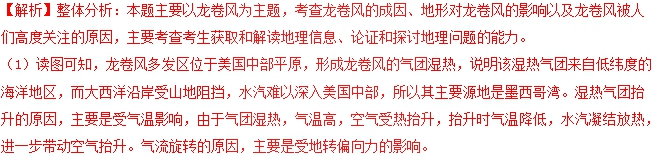 【解析】整体分析：本题主要以龙卷风为主题，考查龙卷风的成因、地形对龙卷风的影响以及龙卷风被人
们高度关注的原因，主要考查考生获取和解读地理信息、论证和探讨地理问题的能力。
（1）读图可知，龙卷风多发区位于美国中部平原，形成龙卷风的气团湿热，说明该湿热气团来自低纬度的
海洋地区，而大西洋沿岸受山地阻挡，水汽难以深入美国中部，所以其主要源地是墨西哥湾。湿热气团抬
升的原因，主要是受气温影响，由于气团湿热，气温高，空气受热抬升，抬升时气温降低，水汽凝结放热，
进一步带动空气抬升。气流旋转的原因，主要是受地转偏向力的影响。